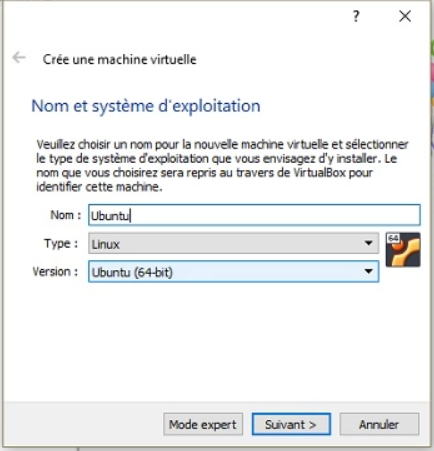 ?
Crée une machine virtuelle
Nom et système d'exploitation
Veuillez choisir un nom pour la nouvelle machine virtuelle et sélectionner
le type de système d'exploitation que vous envisagez d'y installer. Le
nom que vous choisirez sera repris au travers de VirtualBox pour
identifier cette machine.
Nom : Ubuntu
Type : Linux
64
Version : Ubuntu (64-bit)
Mode expert Suivant > Annuler